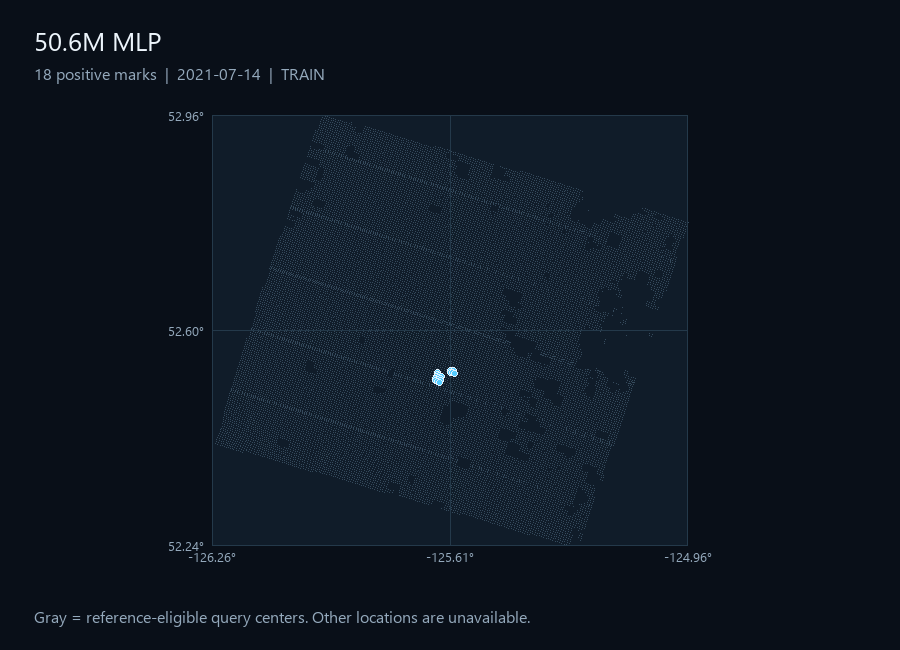 50.6M MLP
18 positive marks | 2021-07-14 | TRAIN
52.96°
52.60°
52.24°
-126.26°
-125.61°
-124.96°
Gray = reference-eligible query centers. Other locations are unavailable.